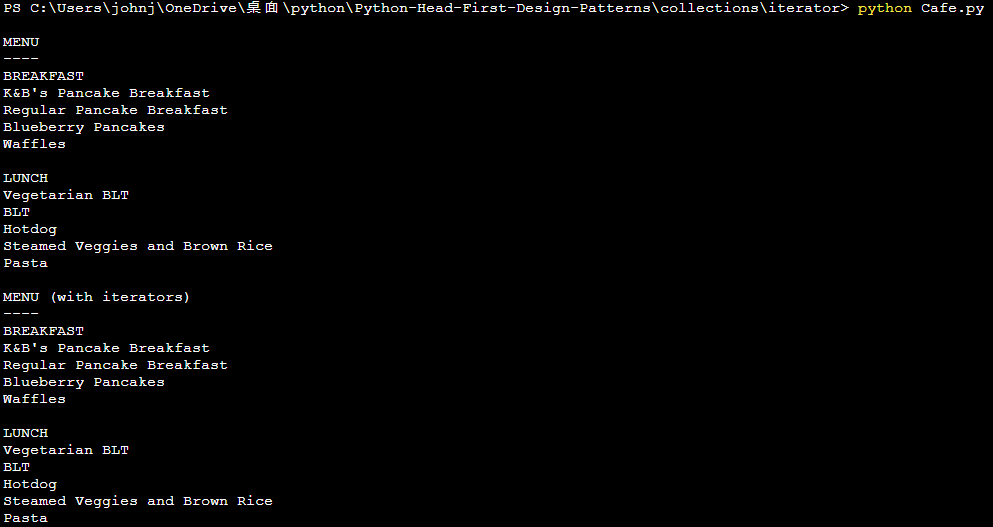 PS C:\Users\johnj\OneDrive\桌面\python\Python-Head-First-Design-Patterns\collections\iterator> python Cafe.py
MENU
----
BREAKFAST
K&B's Pancake Breakfast
Regular Pancake Breakfast
Blueberry Pancakes
Waffles
LUNCH
Vegetarian BLT
BLT
Hotdog
Steamed Veggies and Brown Rice
Pasta
MENU (with iterators)
----
BREAKFAST
K&B's Pancake Breakfast
Regular Pancake Breakfast
Blueberry Pancakes
Waffles
LUNCH
Vegetarian BLT
BLT
Hotdog
Steamed Veggies and Brown Rice
Pasta